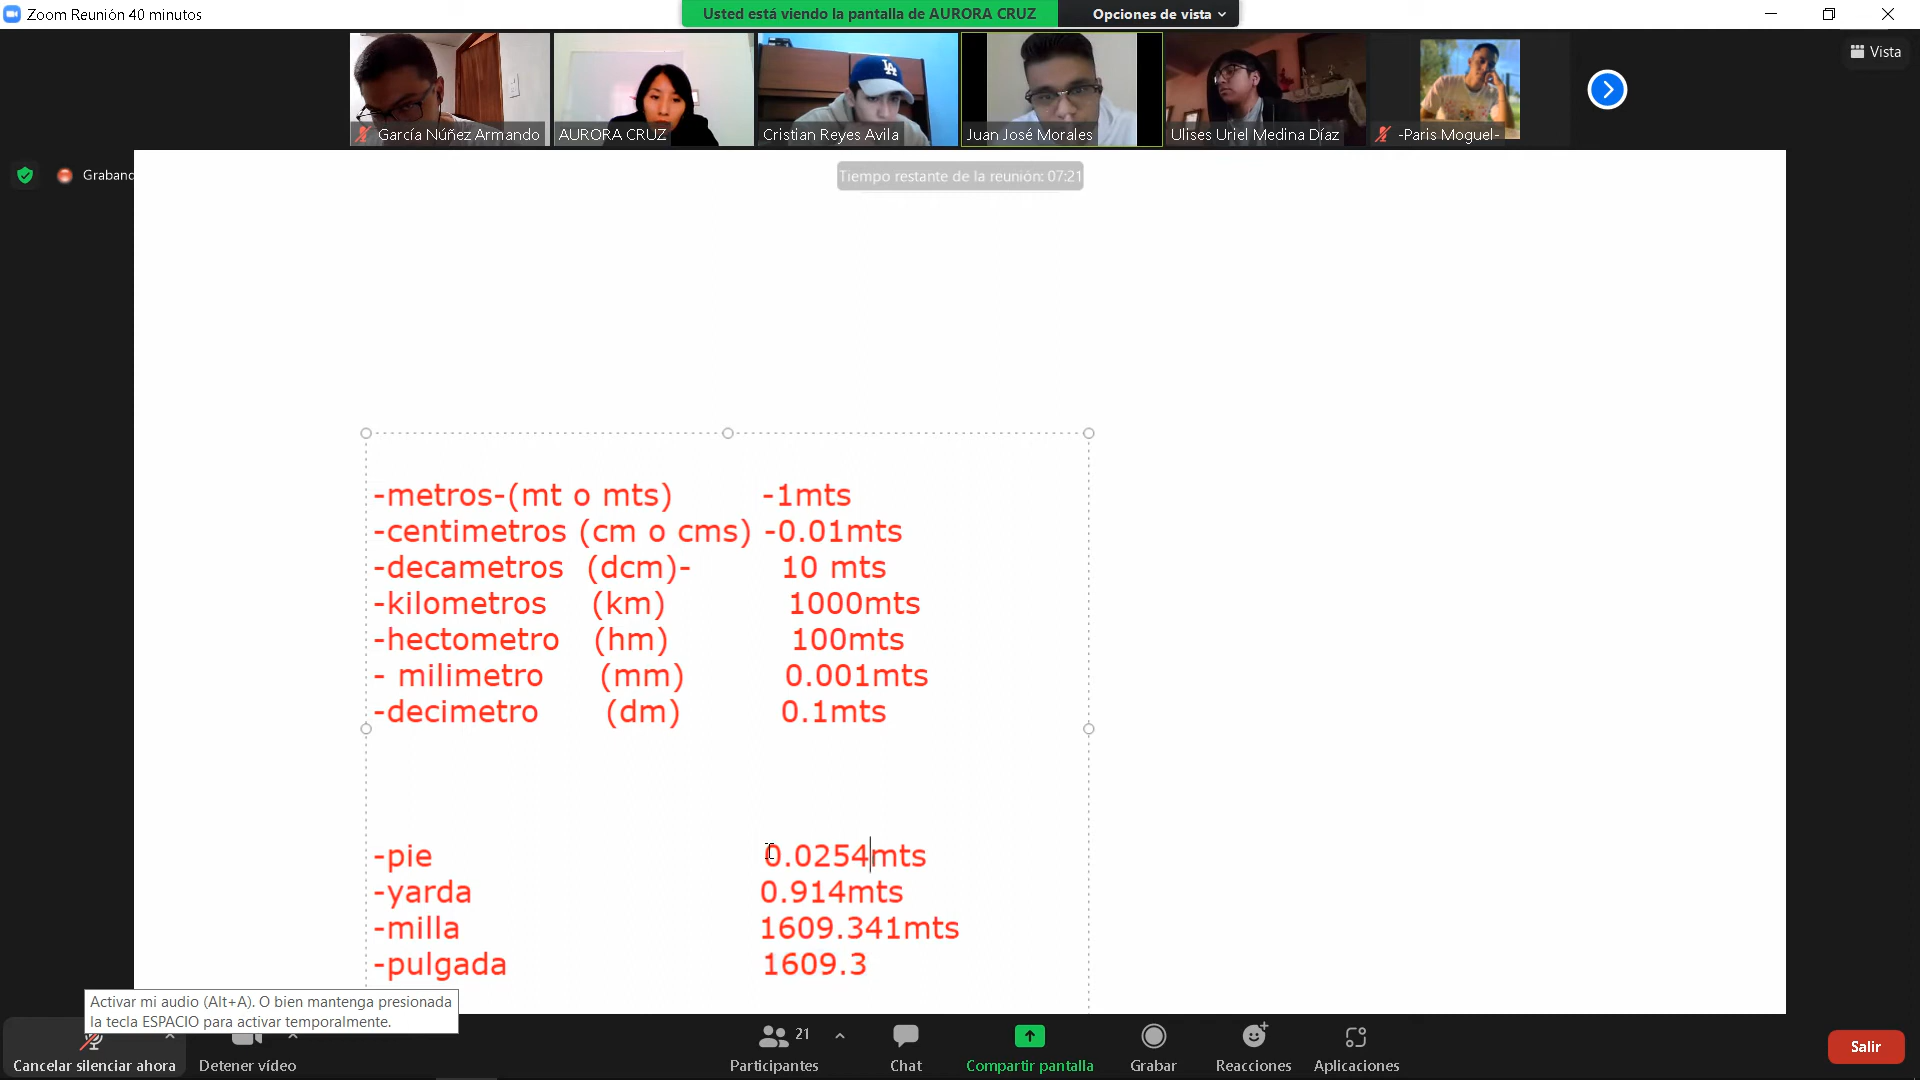 Zoom Reunión 40 minutos
Usted está viendo la pantalla de AURORA CRUZ
Opciones de vista
Vista
LA
García Núñez Armando
AURORA CRUZ
Cristian Reyes Avila
Juan José Morales
Ulises Uriel Medina Díaz
-Paris Moguel-
Grabanc
Tiempo restante de la reunión: 07:21
-metros-(mt o mts) -1mts
-centimetros (cm o cms) -0.01mts
-decametros (dcm)- 10 mts
-kilometros (km) 1000mts
-hectometro (hm) 100mts
- milimetro (mm) 0.001mts
-decimetro (dm) 0.1mts
-pie 0.0254mts
-yarda 0.914mts
-milla 1609.341mts
-pulgada 1609.3
Activar mi audio (Alt+A). O bien mantenga presionada
la tecla ESPACIO para activar temporalmente.
Cancelar silenciar ahora
Detener vídeo
21
Participantes
Chat
Compartir pantalla
Grabar
Reacciones
Aplicaciones
Salir